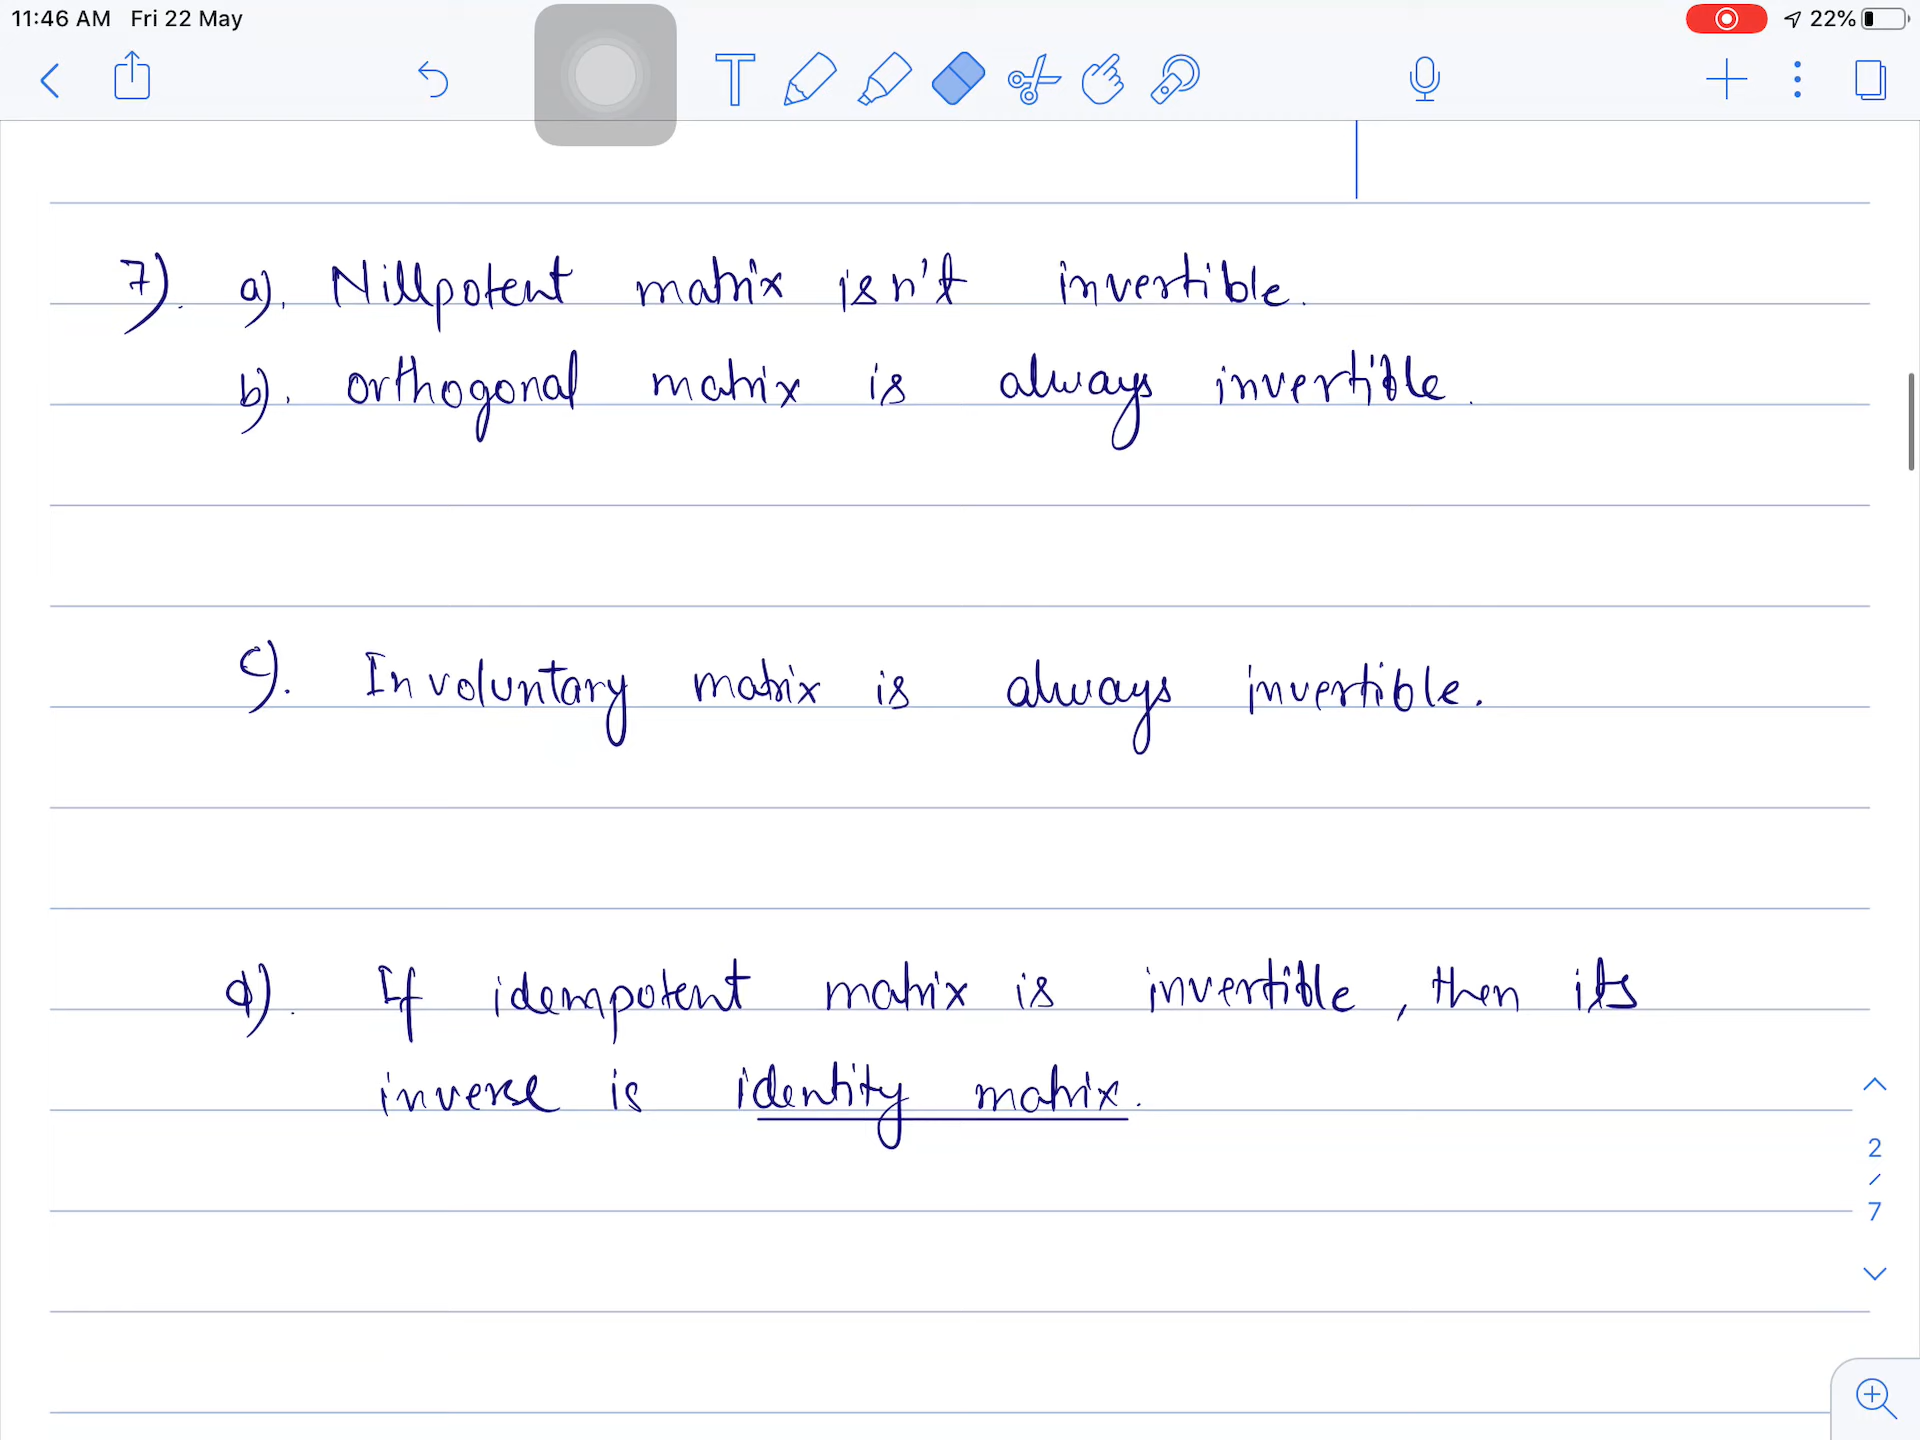 11:46 AM Fri 22 May 22%
7). a). Nillpotent matrix isn't invertible.
b). orthogonal matrix is always invertible.
c). Involuntary matrix is always invertible.
d). If idempotent matrix is invertible, then its
inverse is identity matrix.
2
/
7